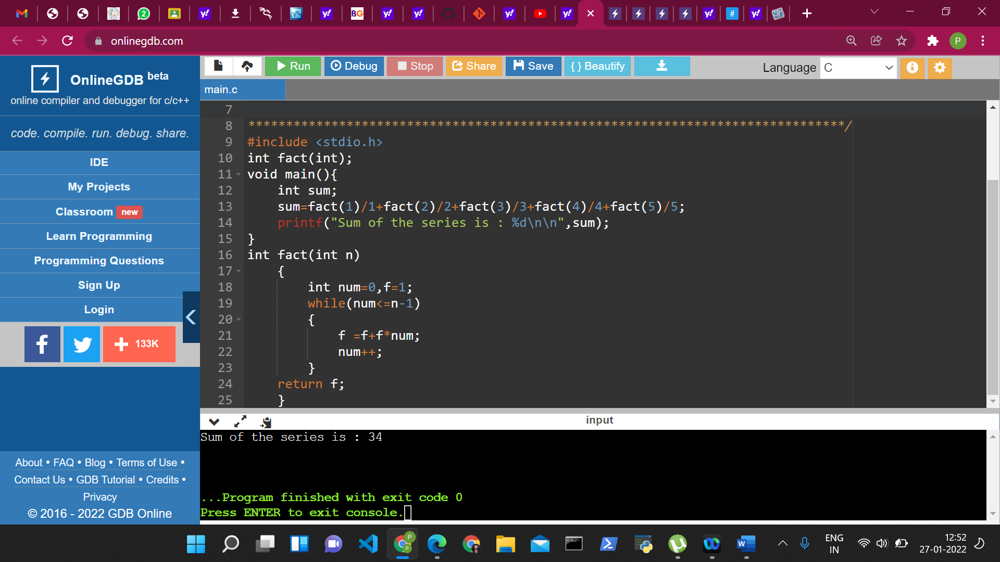 onlinegdb.com
P
OnlineGDB beta
online compiler and debugger for c/c++
code. compile. run. debug. share.
IDE
My Projects
Classroom new
Learn Programming
Programming Questions
Sign Up
Login
133K
About • FAQ • Blog • Terms of Use •
Contact Us • GDB Tutorial • Credits •
Privacy
© 2016 - 2022 GDB Online
Run Debug Stop Share Save { } Beautify
Language C
main.c
7
8 *******************************************************************************/
9 #include <stdio.h>
10 int fact(int);
11 void main(){
12 int sum;
13 sum=fact(1)/1+fact(2)/2+fact(3)/3+fact(4)/4+fact(5)/5;
14 printf("Sum of the series is : %d\n\n",sum);
15 }
16 int fact(int n)
17 {
18 int num=0,f=1;
19 while(num<=n-1)
20 {
21 f =f+f*num;
22 num++;
23 }
24 return f;
25 }
input
Sum of the series is : 34
...Program finished with exit code 0
Press ENTER to exit console.
ENG
IN
12:52
27-01-2022